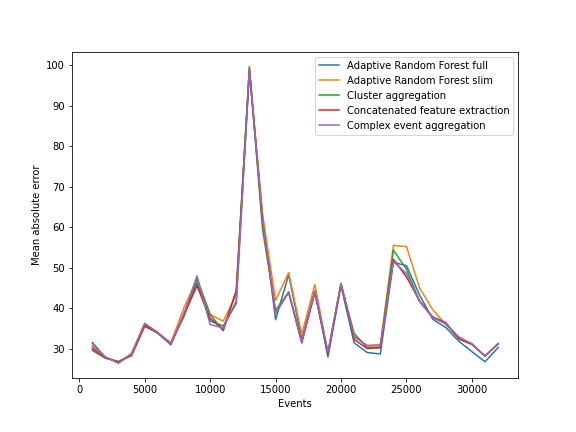 100
90
80
70
60
50
40
30
0
5000
10000
15000
20000
25000
30000
Mean absolute error
Events
Adaptive Random Forest full
Adaptive Random Forest slim
Cluster aggregation
Concatenated feature extraction
Complex event aggregation